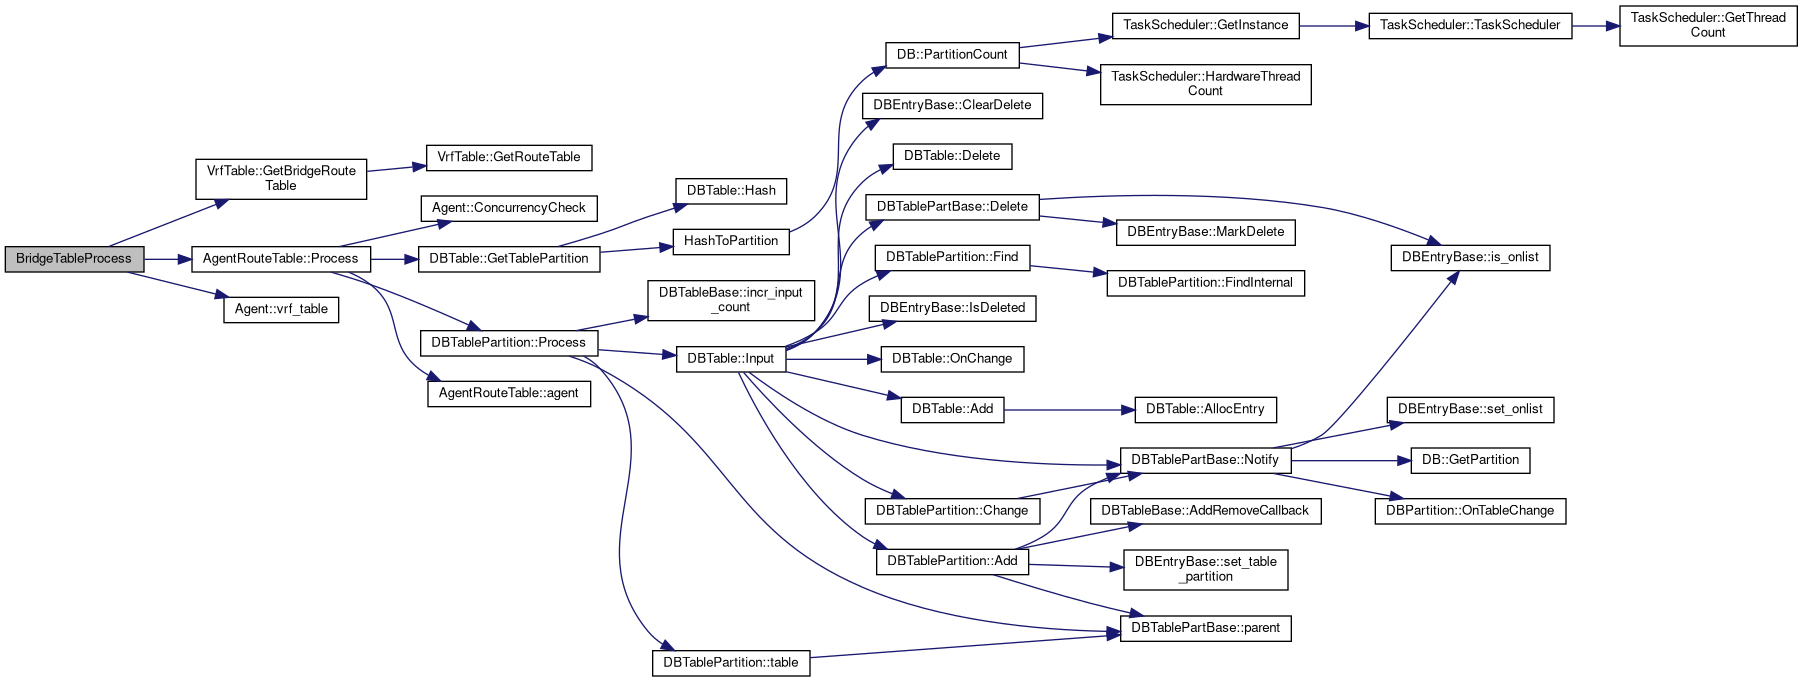 BridgeTableProcess
VrfTable::GetBridgeRoute
Table
AgentRouteTable::Process
Agent::vrf_table
VrfTable::GetRouteTable
Agent::ConcurrencyCheck
DBTable::GetTablePartition
DBTablePartition::Process
AgentRouteTable::agent
DBTable::Hash
HashToPartition
DBTableBase::incr_input
_count
DBTable::Input
DBTablePartition::table
DB::PartitionCount
DBEntryBase::ClearDelete
DBTable::Delete
DBTablePartBase::Delete
DBTablePartition::Find
DBEntryBase::IsDeleted
DBTable::OnChange
DBTable::Add
DBTablePartition::Change
DBTablePartition::Add
TaskScheduler::GetInstance
TaskScheduler::HardwareThread
Count
DBEntryBase::MarkDelete
DBTablePartition::FindInternal
DBTable::AllocEntry
DBTablePartBase::Notify
DBTableBase::AddRemoveCallback
DBEntryBase::set_table
_partition
DBTablePartBase::parent
TaskScheduler::TaskScheduler
DBEntryBase::is_onlist
DBEntryBase::set_onlist
DB::GetPartition
DBPartition::OnTableChange
TaskScheduler::GetThread
Count